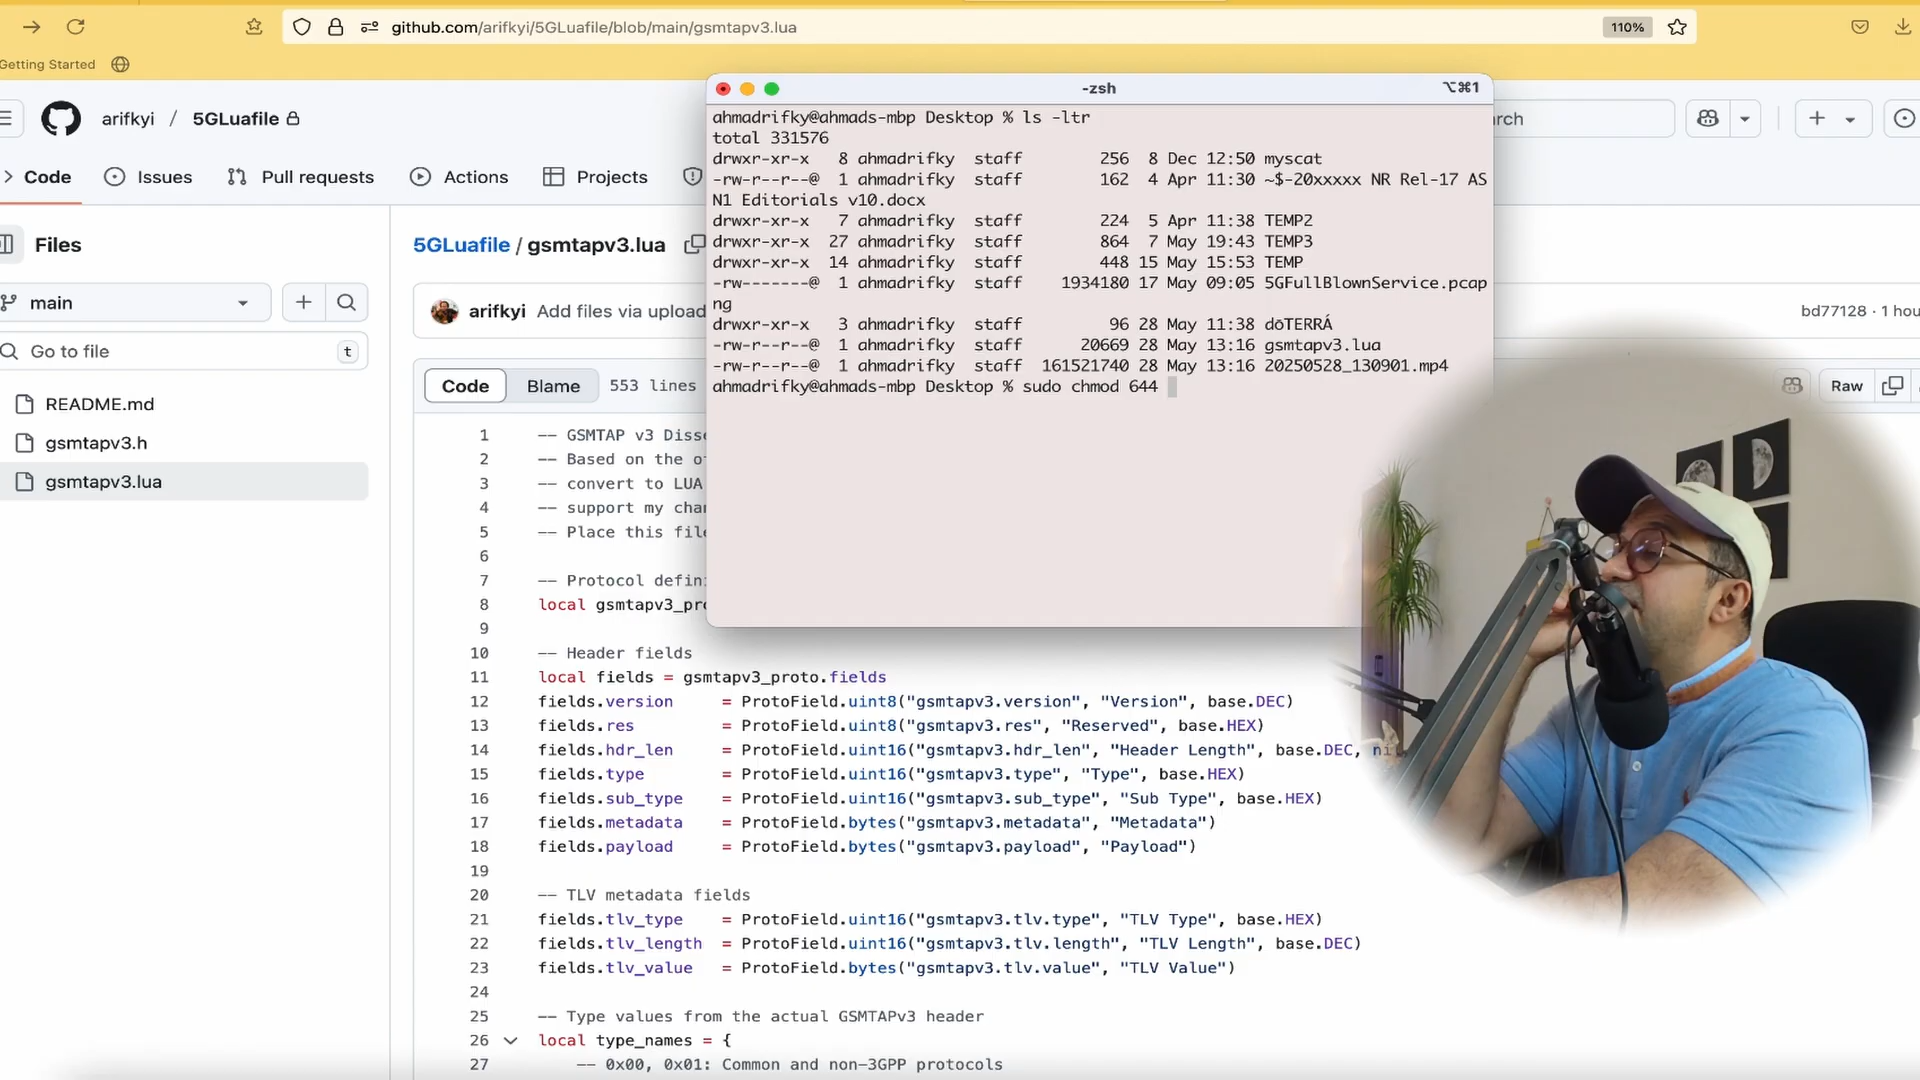 github.com/arifkyi/5GLuafile/blob/main/gsmtapv3.lua
110%
Getting Started
arifkyi / 5GLuafile
Code
Issues
Pull requests
Actions
Projects
Files
main
Go to file
t
README.md
gsmtapv3.h
gsmtapv3.lua
5GLuafile / gsmtapv3.lua
arifkyi Add files via upload
bd77128 · 1 hou
Code
Blame
553 lines
Raw
-zsh
⌥⌘1
ahmadrifky@ahmads-mbp Desktop % ls -ltr
total 331576
drwxr-xr-x 8 ahmadrifky staff 256 8 Dec 12:50 myscat
-rw-r--r--@ 1 ahmadrifky staff 162 4 Apr 11:30 ~$-20xxxxx NR Rel-17 AS
N1 Editorials v10.docx
drwxr-xr-x 7 ahmadrifky staff 224 5 Apr 11:38 TEMP2
drwxr-xr-x 27 ahmadrifky staff 864 7 May 19:43 TEMP3
drwxr-xr-x 14 ahmadrifky staff 448 15 May 15:53 TEMP
-rw-------@ 1 ahmadrifky staff 1934180 17 May 09:05 5GFullBlownService.pcap
ng
drwxr-xr-x 3 ahmadrifky staff 96 28 May 11:38 dōTERRÁ
-rw-r--r--@ 1 ahmadrifky staff 20669 28 May 13:16 gsmtapv3.lua
-rw-r--r--@ 1 ahmadrifky staff 161521740 28 May 13:16 20250528_130901.mp4
ahmadrifky@ahmads-mbp Desktop % sudo chmod 644
1 -- GSMTAP v3 Disse
2 -- Based on the o
3 -- convert to LUA
4 -- support my cha
5 -- Place this file
6
7 -- Protocol defin
8 local gsmtapv3_pro
9
10 -- Header fields
11 local fields = gsmtapv3_proto.fields
12 fields.version = ProtoField.uint8("gsmtapv3.version", "Version", base.DEC)
13 fields.res = ProtoField.uint8("gsmtapv3.res", "Reserved", base.HEX)
14 fields.hdr_len = ProtoField.uint16("gsmtapv3.hdr_len", "Header Length", base.DEC, ni
15 fields.type = ProtoField.uint16("gsmtapv3.type", "Type", base.HEX)
16 fields.sub_type = ProtoField.uint16("gsmtapv3.sub_type", "Sub Type", base.HEX)
17 fields.metadata = ProtoField.bytes("gsmtapv3.metadata", "Metadata")
18 fields.payload = ProtoField.bytes("gsmtapv3.payload", "Payload")
19
20 -- TLV metadata fields
21 fields.tlv_type = ProtoField.uint16("gsmtapv3.tlv.type", "TLV Type", base.HEX)
22 fields.tlv_length = ProtoField.uint16("gsmtapv3.tlv.length", "TLV Length", base.DEC)
23 fields.tlv_value = ProtoField.bytes("gsmtapv3.tlv.value", "TLV Value")
24
25 -- Type values from the actual GSMTAPv3 header
26 local type_names = {
27 -- 0x00, 0x01: Common and non-3GPP protocols